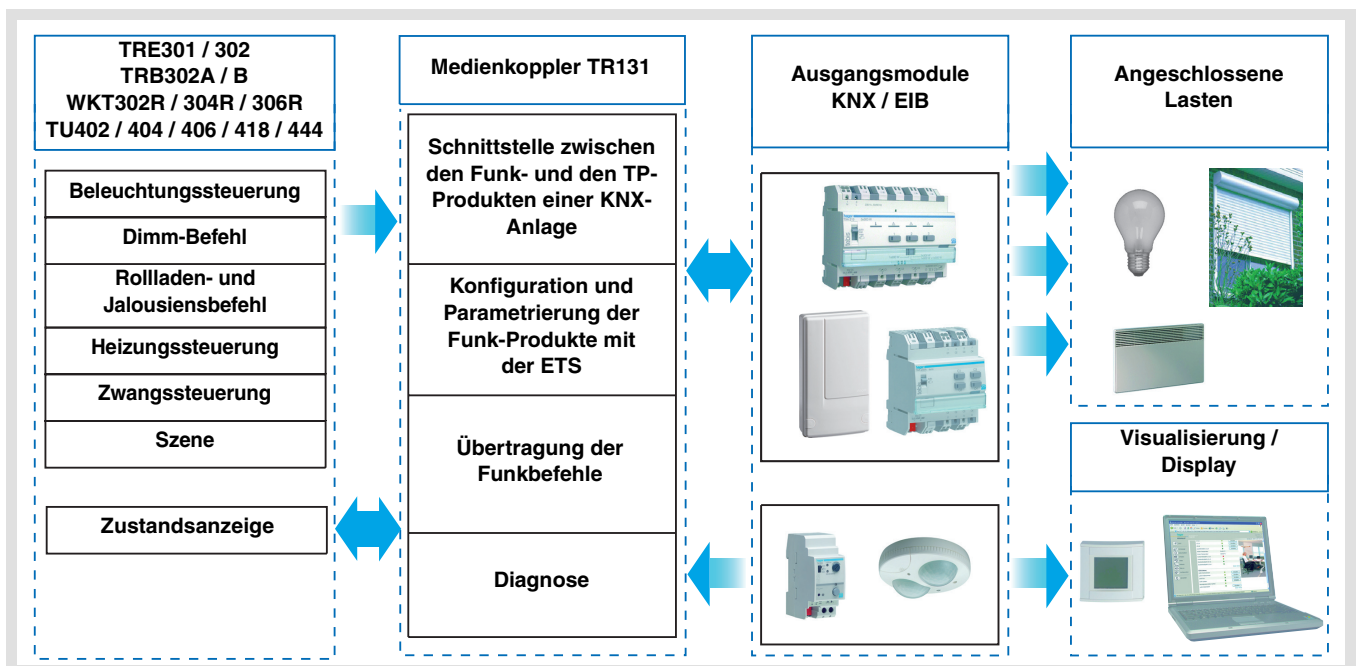 TRE301 / 302
TRB302A / B
WKT302R / 304R / 306R
TU402 / 404 / 406 / 418 / 444
Beleuchtungssteuerung
Dimm-Befehl
Rollladen- und
Jalousiensbefehl
Heizungssteuerung
Zwangssteuerung
Szene
Zustandsanzeige
Medienkoppler TR131
Schnittstelle zwischen
den Funk- und den TP-
Produkten einer KNX-
Anlage
Konfiguration und
Parametrierung der
Funk-Produkte mit
der ETS
Übertragung der
Funkbefehle
Diagnose
Ausgangsmodule
KNX / EIB
Angeschlossene
Lasten
Visualisierung /
Display